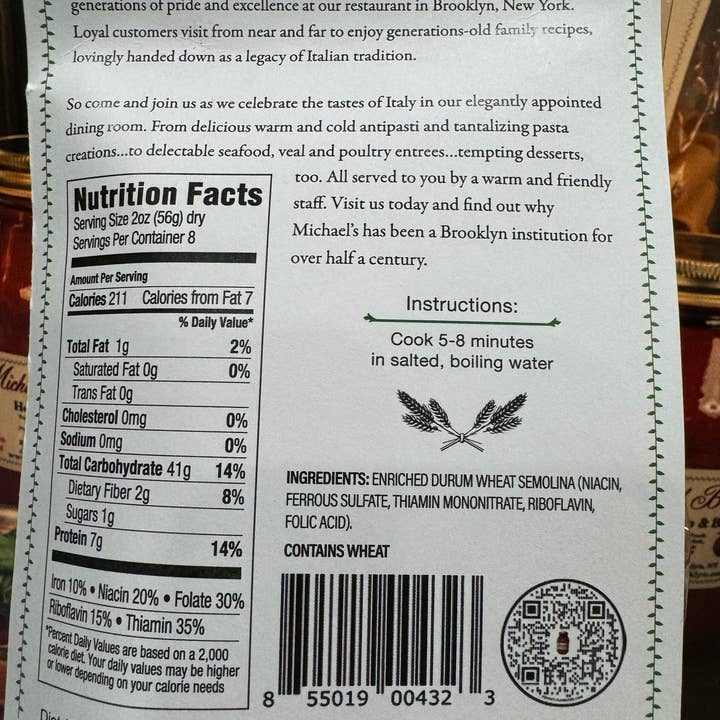 generations of pride and excellence at our restaurant in Brooklyn, New York.
Loyal customers visit from near and far to enjoy generations-old family recipes,
lovingly handed down as a legacy of Italian tradition.
So come and join us as we celebrate the tastes of Italy in our elegantly appointed
dining room. From delicious warm and cold antipasti and tantalizing pasta
creations...to delectable seafood, veal and poultry entrees...tempting desserts,
too. All served to you by a warm and friendly
staff. Visit us today and find out why
Michael's has been a Brooklyn institution for
over half a century.
Nutrition Facts
Serving Size 2oz (56g) dry
Servings Per Container 8
Amount Per Serving
Calories 211 Calories from Fat 7
% Daily Value*
Total Fat 1g 2%
Saturated Fat 0g 0%
Trans Fat 0g
Cholesterol 0mg 0%
Sodium 0mg 0%
Total Carbohydrate 41g 14%
Dietary Fiber 2g 8%
Sugars 1g
Protein 7g 14%
Iron 10% • Niacin 20% • Folate 30%
Riboflavin 15% • Thiamin 35%
*Percent Daily Values are based on a 2,000
calorie diet. Your daily values may be higher
or lower depending on your calorie needs
Instructions:
Cook 5-8 minutes
in salted, boiling water
INGREDIENTS: ENRICHED DURUM WHEAT SEMOLINA (NIACIN,
FERROUS SULFATE, THIAMIN MONONITRATE, RIBOFLAVIN,
FOLIC ACID).
CONTAINS WHEAT
8 55019 00432 3